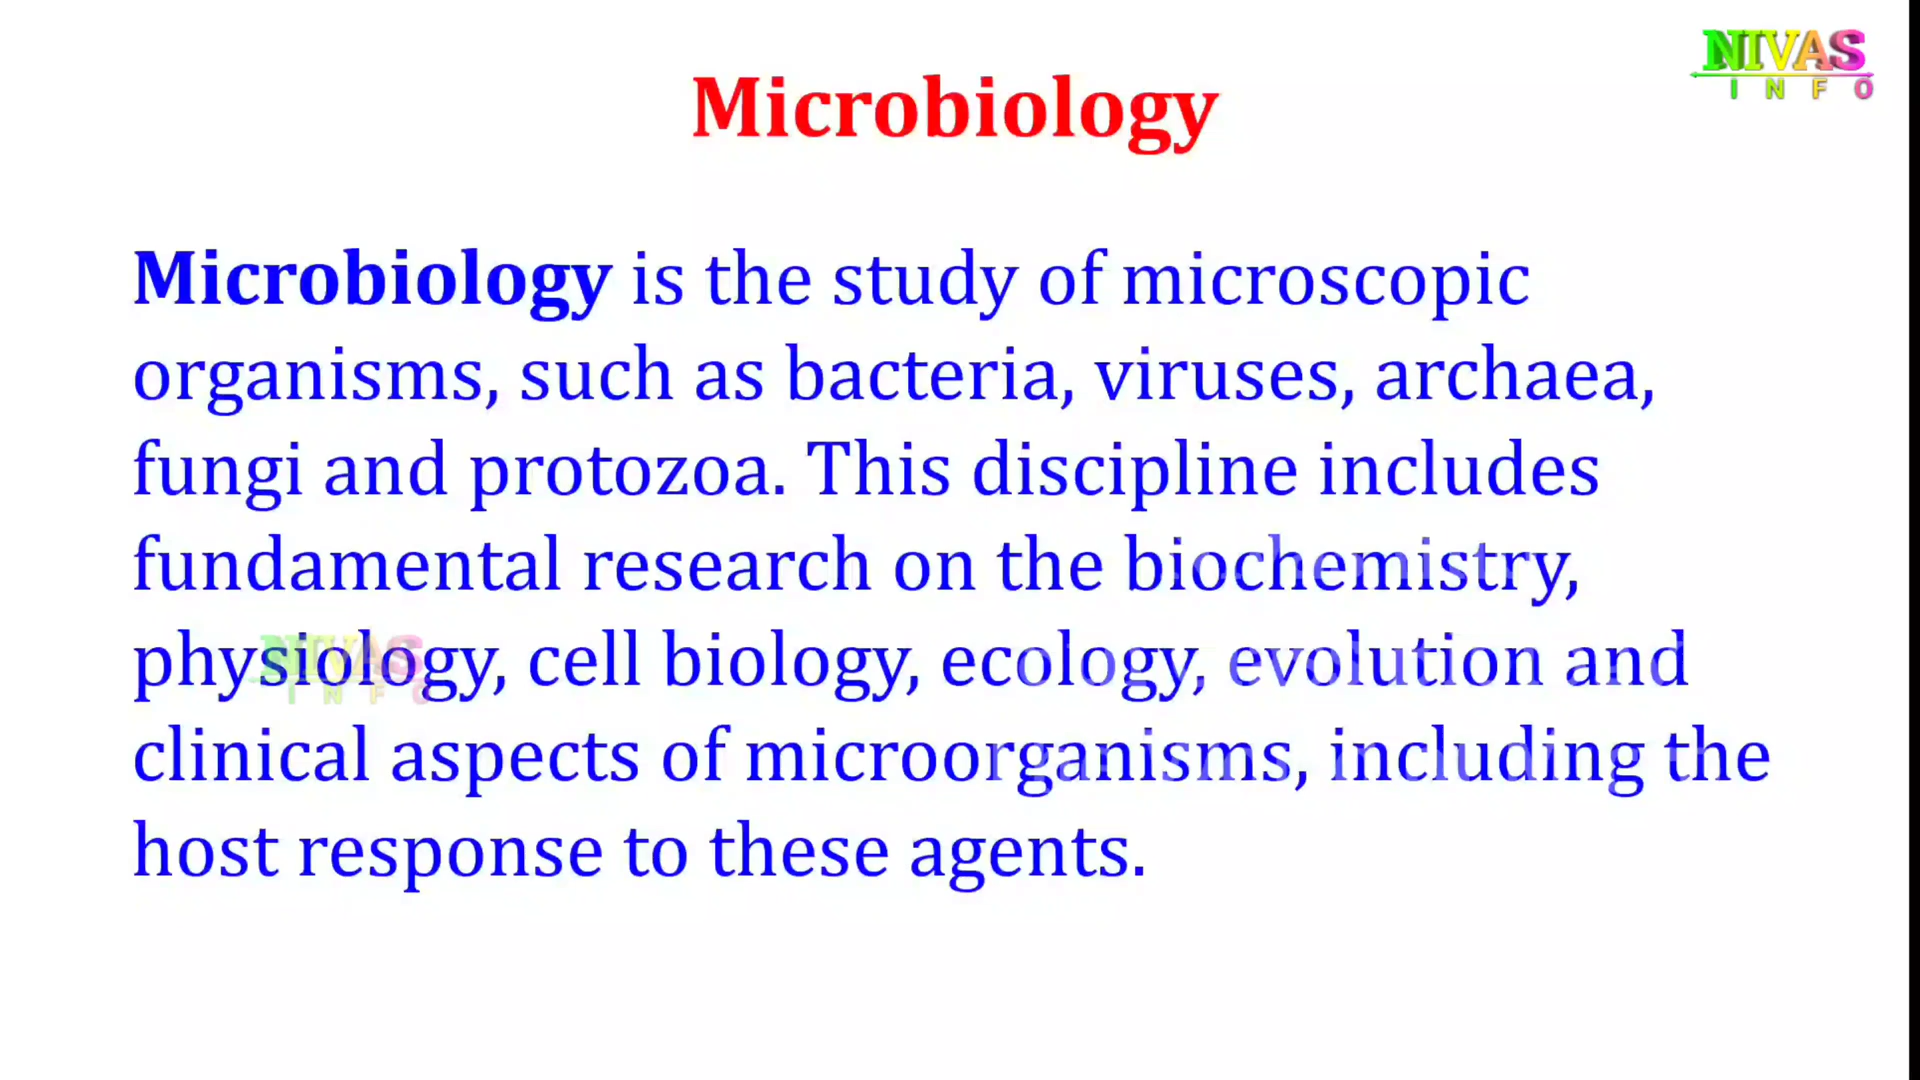 NIVAS
INFO
Microbiology
Microbiology is the study of microscopic
organisms, such as bacteria, viruses, archaea,
fungi and protozoa. This discipline includes
fundamental research on the biochemistry,
physiology, cell biology, ecology, evolution and
clinical aspects of microorganisms, including the
host response to these agents.
NIVAS
INFO